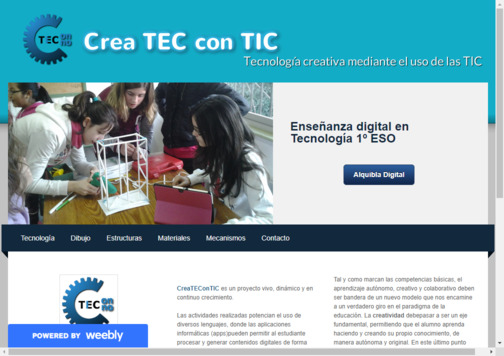 TEC on no
Crea TEC con TIC
Tecnología creativa mediante el uso de las TIC
Enseñanza digital en
Tecnología 1º ESO
Alquibla Digital
Tecnología Dibujo Estructuras Materiales Mecanismos Contacto
TEC on no
CreaTEConTIC es un proyecto vivo, dinámico y en
continuo crecimiento.
Las actividades realizadas potencian el uso de
diversos lenguajes, donde las aplicaciones
informáticas (apps)pueden permitir al estudiante
procesar y generar contenidos digitales de forma
Tal y como marcan las competencias básicas, el
aprendizaje autónomo, creativo y colaborativo deben
ser bandera de un nuevo modelo que nos encamine
a un verdadero giro en el paradigma de la
educación. La creatividad debepasar a ser un eje
fundamental, permitiendo que el alumno aprenda
haciendo y creando su propio conocimiento, de
manera autónoma y original. En este último punto
POWERED BY weebly